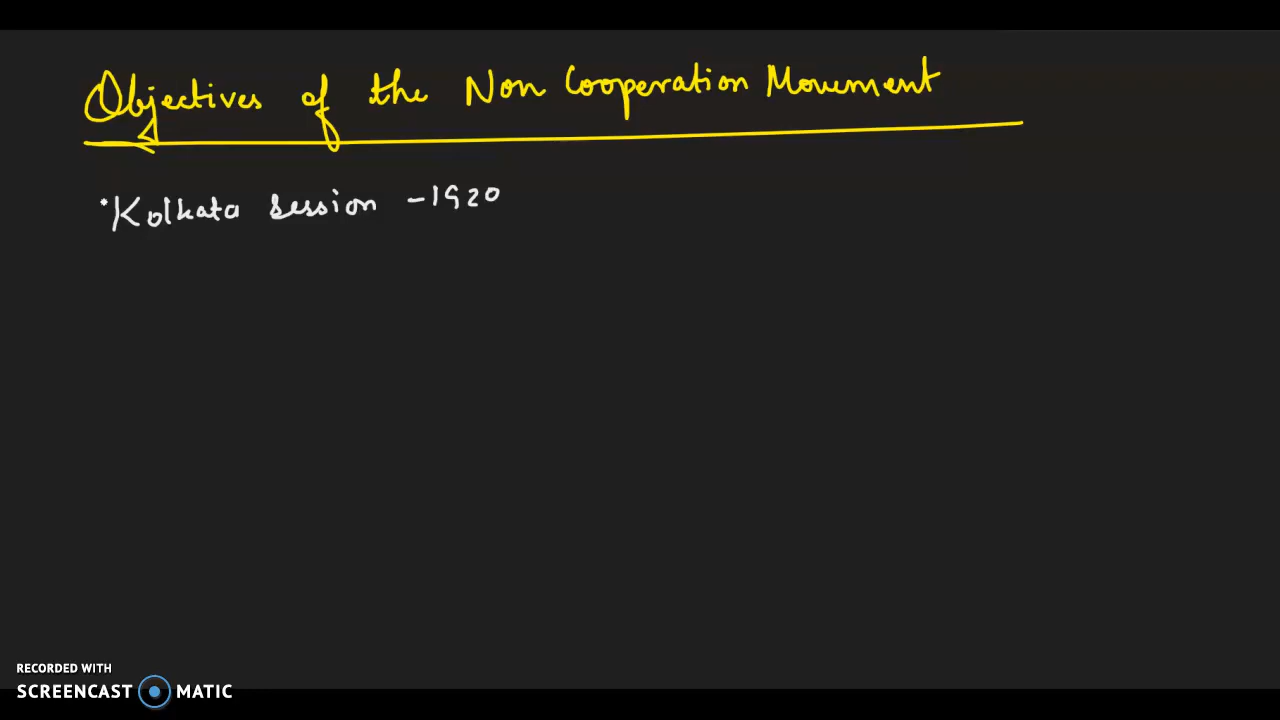 Objectives of the Non Cooperation Movement
*Kolkata session - 1920
RECORDED WITH
SCREENCAST MATIC